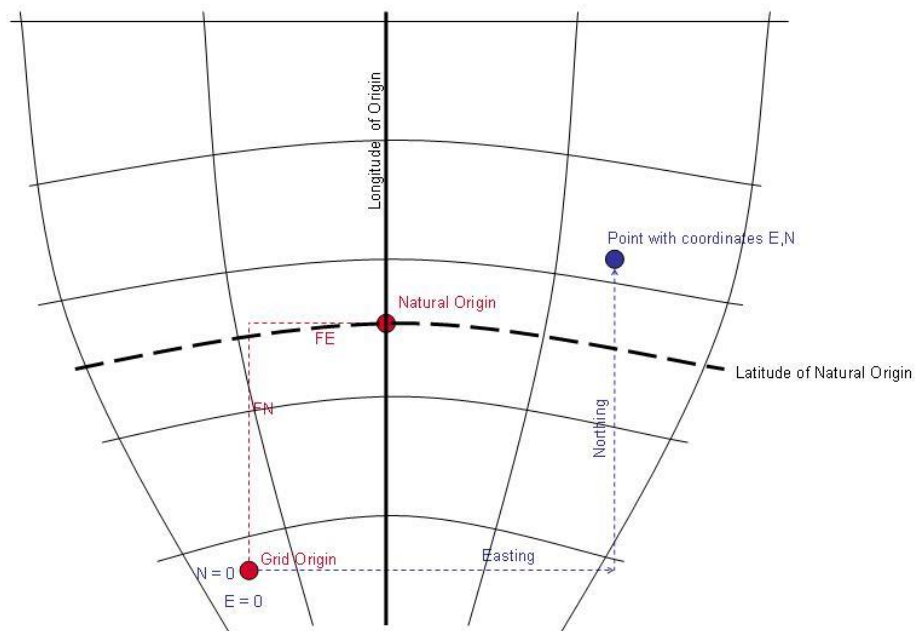 Longitude of Origin
Point with coordinates E,N
Natural Origin
FE
Latitude of Natural Origin
FN
Northing
Grid Origin
Easting
N = 0
E = 0